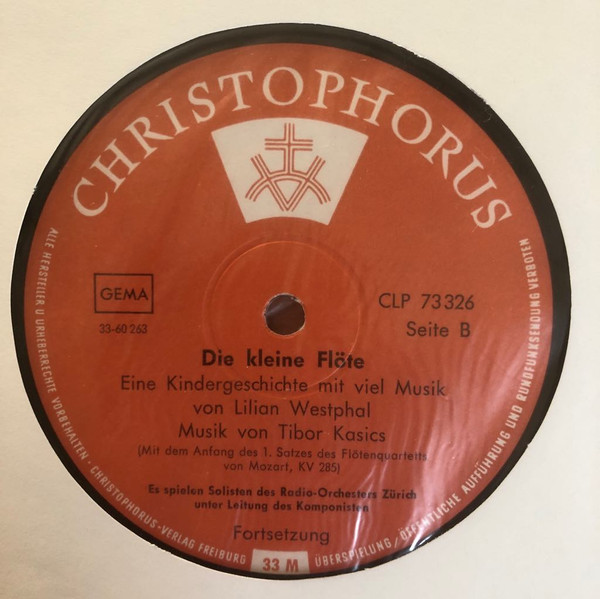 CHRISTOPHORUS
GEMA
33-60 263
CLP 73326
Seite B
Die kleine Flöte
Eine Kindergeschichte mit viel Musik
von Lilian Westphal
Musik von Tibor Kasics
(Mit dem Anfang des 1. Satzes des Flötenquartetts
von Mozart, KV 285)
Es spielen Solisten des Radio-Orchesters Zürich
unter Leitung des Komponisten
Fortsetzung
33 M
ALLE HERSTELLER U URHEBERRECHTE VORBEHALTEN · CHRISTOPHORUS-VERLAG FREIBURG
ÜBERSPIELUNG / ÖFFENTLICHE AUFFÜHRUNG UND RUNDFUNKSENDUNG VERBOTEN